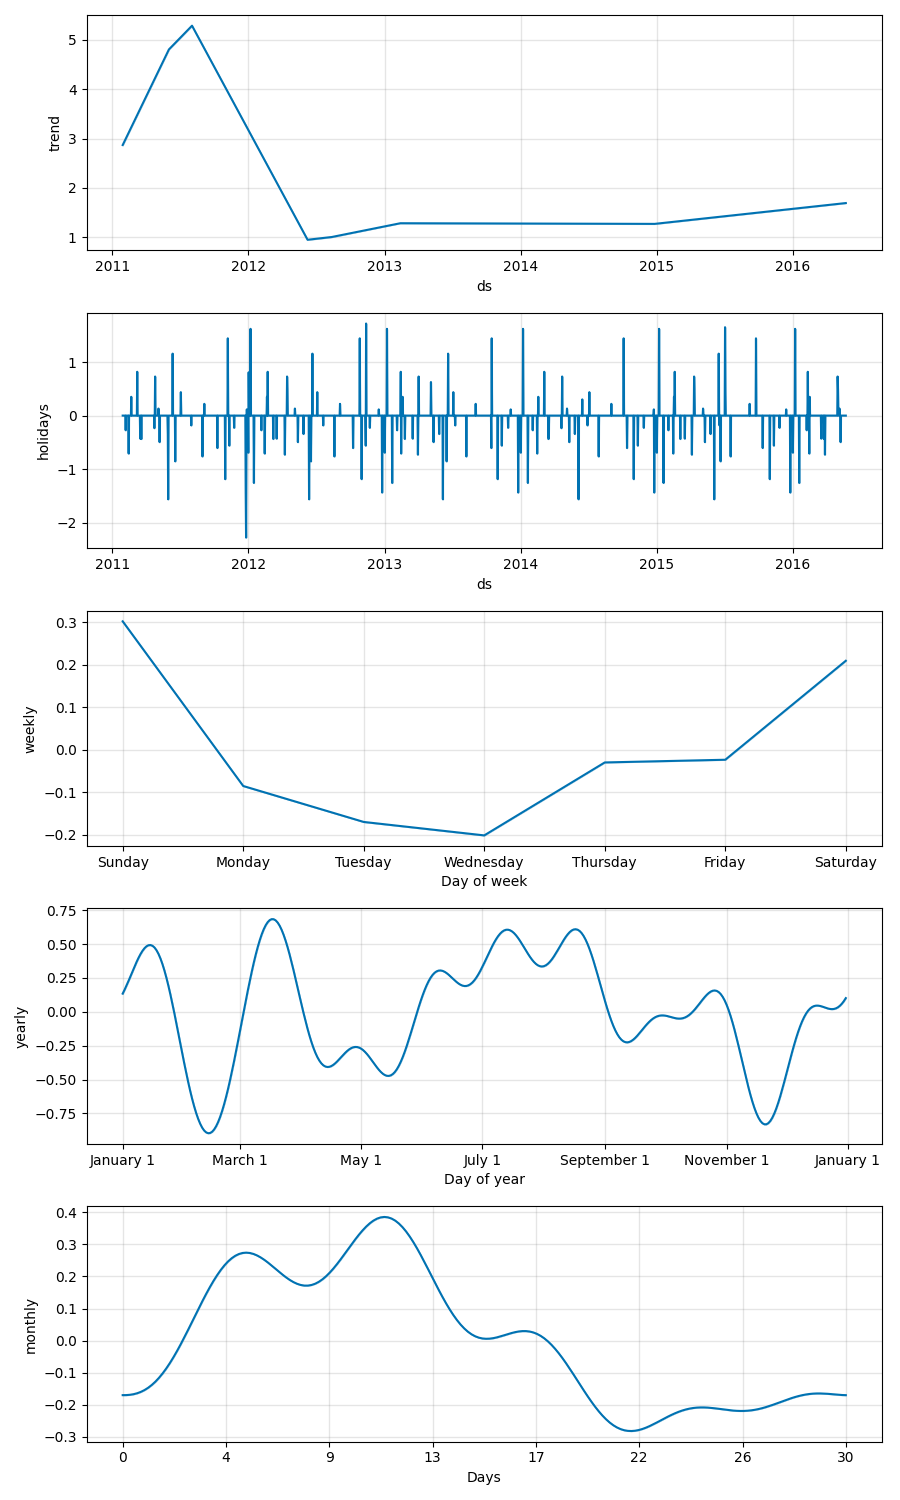 5
4
3
2
1
trend
2011 2012 2013 2014 2015 2016
ds
1
0
−1
−2
holidays
2011 2012 2013 2014 2015 2016
ds
0.3
0.2
0.1
0.0
−0.1
−0.2
weekly
Sunday Monday Tuesday Wednesday Thursday Friday Saturday
Day of week
0.75
0.50
0.25
0.00
−0.25
−0.50
−0.75
yearly
January 1 March 1 May 1 July 1 September 1 November 1 January 1
Day of year
0.4
0.3
0.2
0.1
0.0
−0.1
−0.2
−0.3
monthly
0 4 9 13 17 22 26 30
Days